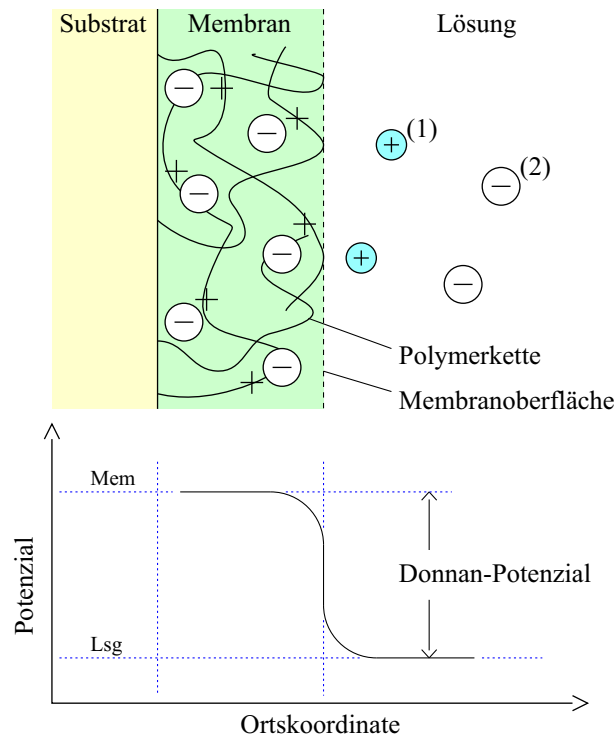 Substrat Membran Lösung
(1)
(2)
Polymerkette
Membranoberfläche
Mem
Donnan-Potenzial
Lsg
Potenzial
Ortskoordinate